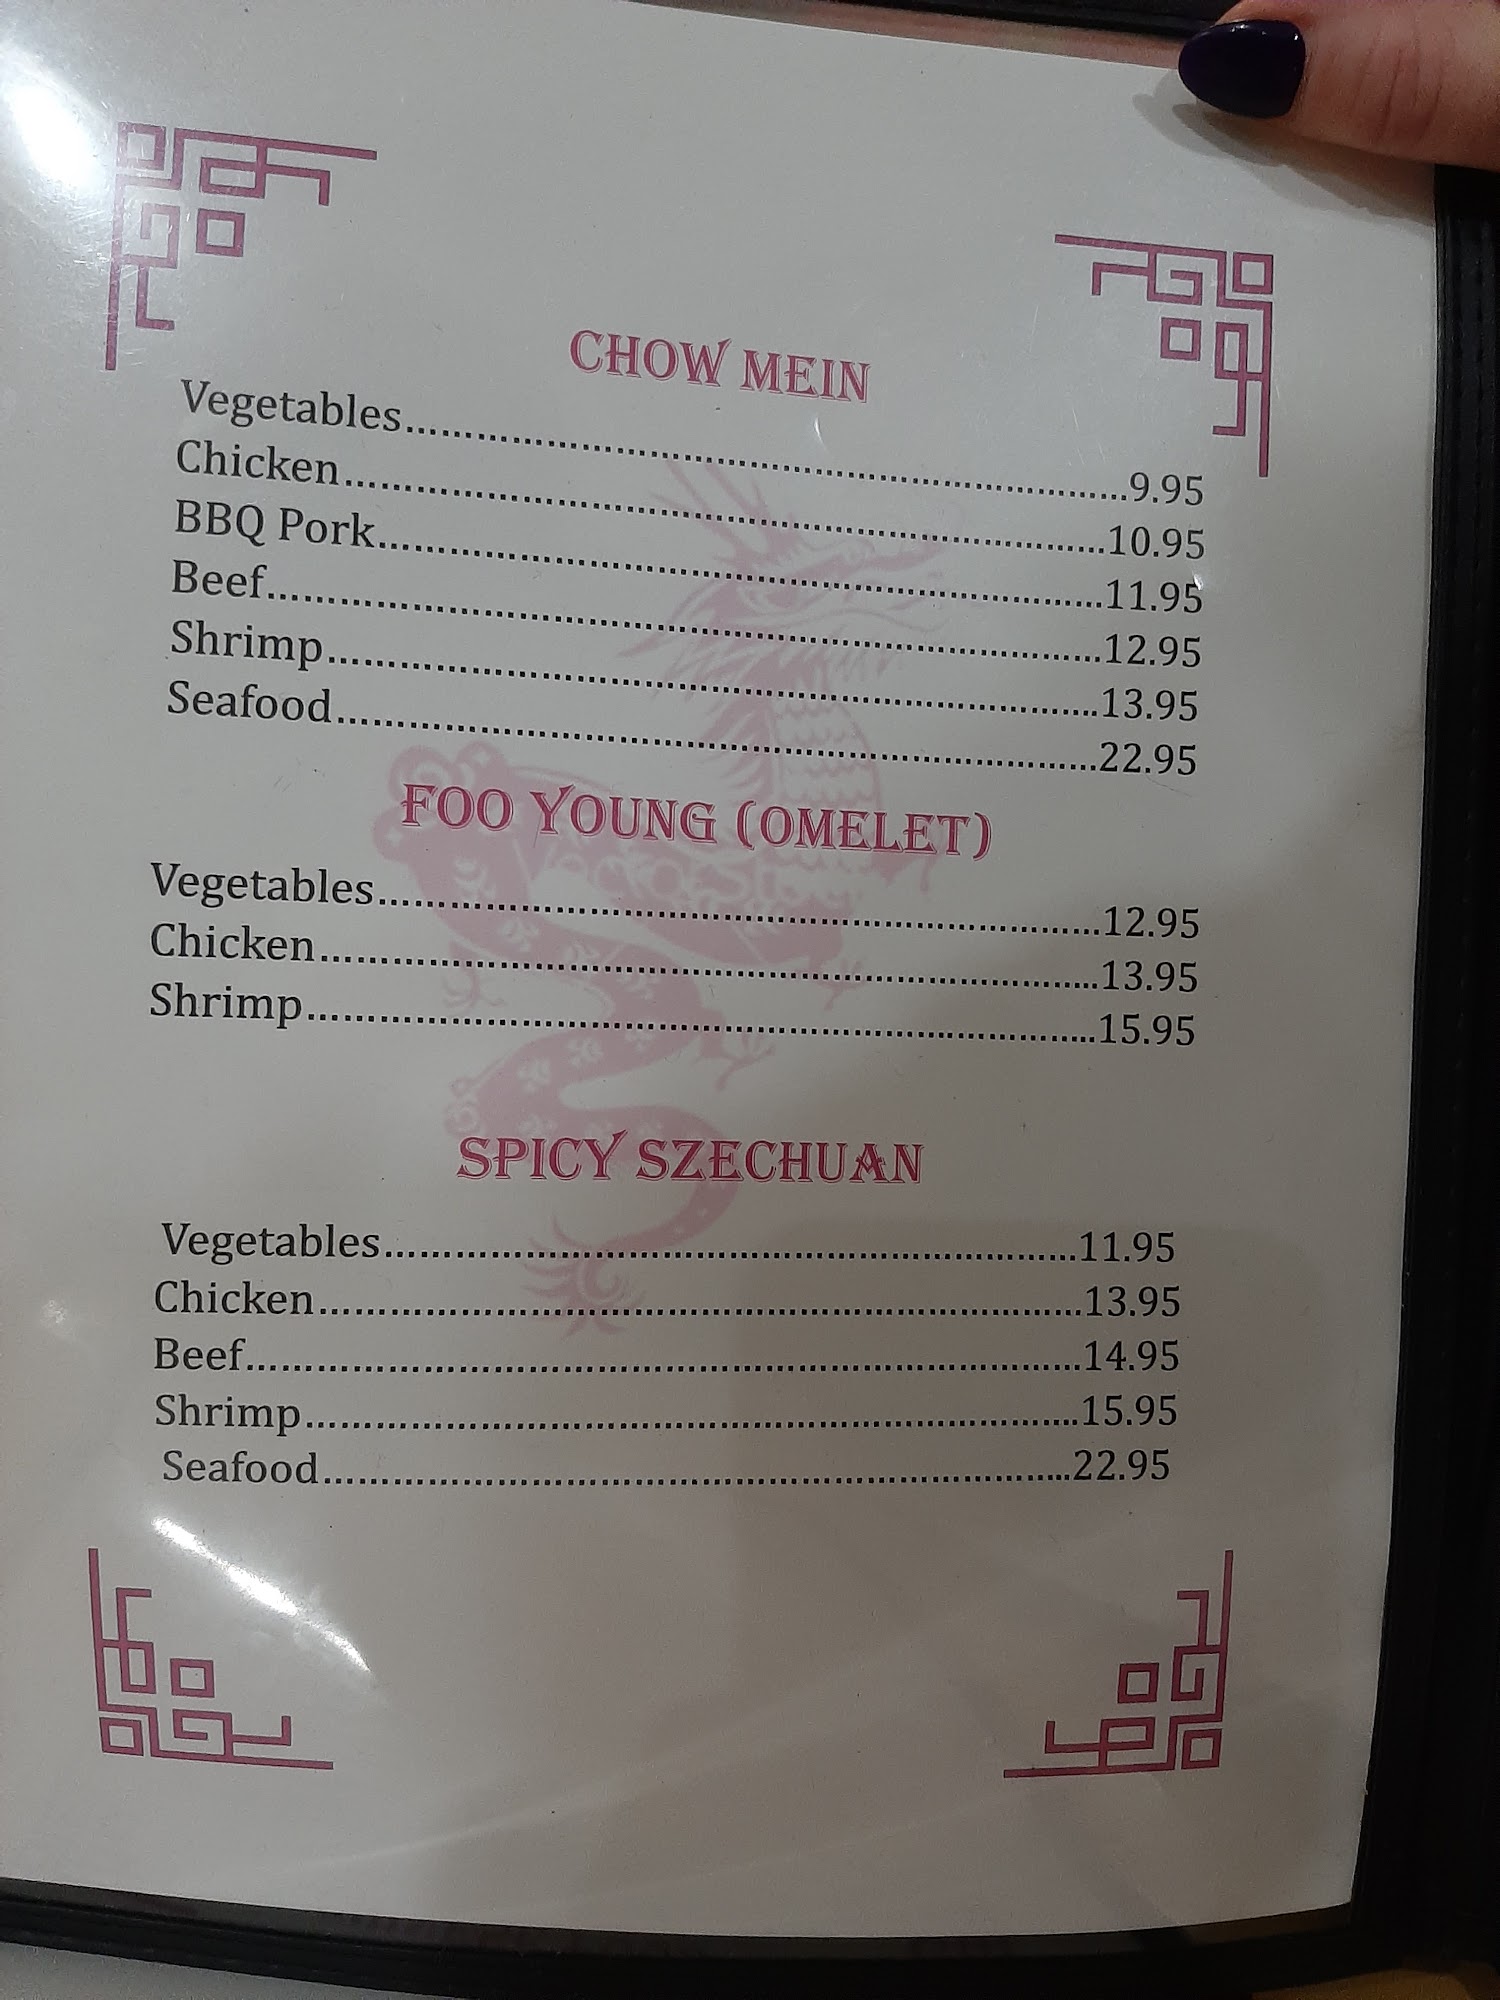 CHOW MEIN
Vegetables..........................................................................................9.95
Chicken..........................................................................................10.95
BBQ Pork..........................................................................................11.95
Beef..........................................................................................12.95
Shrimp..........................................................................................13.95
Seafood..........................................................................................22.95
FOO YOUNG (OMELET)
Vegetables..........................................................................................12.95
Chicken..........................................................................................13.95
Shrimp..........................................................................................15.95
SPICY SZECHUAN
Vegetables..........................................................................................11.95
Chicken..........................................................................................13.95
Beef..........................................................................................14.95
Shrimp..........................................................................................15.95
Seafood..........................................................................................22.95